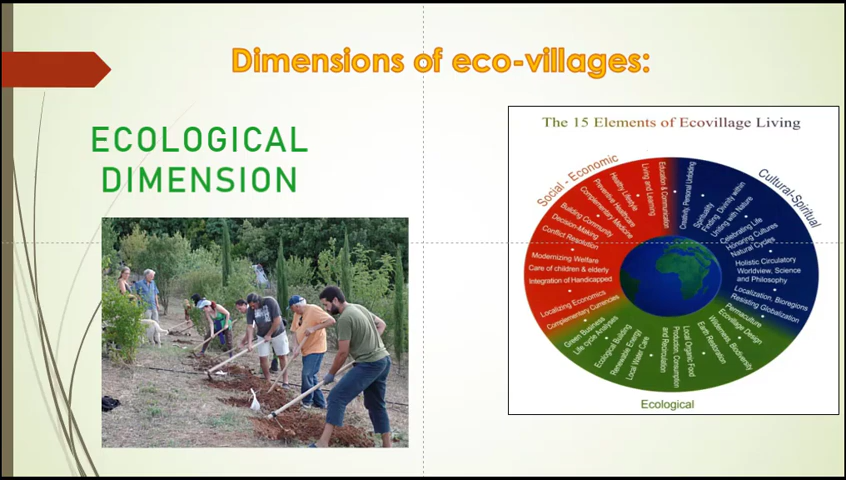 Dimensions of eco-villages:
ECOLOGICAL
DIMENSION
The 15 Elements of Ecovillage Living
Social - Economic
Cultural-Spiritual
Education & Communication
Living and Learning
Healthy Lifestyle
Preventive Healthcare
Complementary Medicine
Building Community
Decision-Making
Conflict Resolution
Modernizing Welfare
Care of children & elderly
Integration of Handicapped
Localizing Economics
Complementary Currencies
Green Business
Life Cycle Analyses
Ecological Building
Renewable Energy
Local Water Care
Local Organic Food
Production, Consumption
and Recirculation
Earth Restoration
Wilderness, Biodiversity
Ecovillage Design
Permaculture
Resisting Globalization
Localization, Bioregions
Holistic Circulatory
Worldview, Science
and Philosophy
Celebrating Life
Honoring Cultures
Natural Cycles
Spirituality
Finding Divinity within
Uniting with Nature
Creativity, Personal Unfolding
Ecological